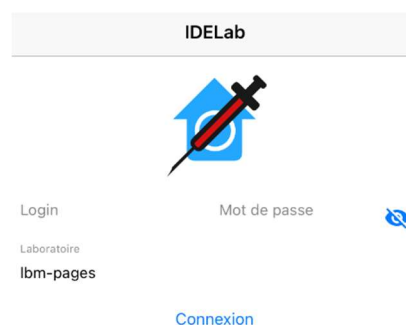 IDELab
Login Mot de passe
Laboratoire
lbm-pages
Connexion